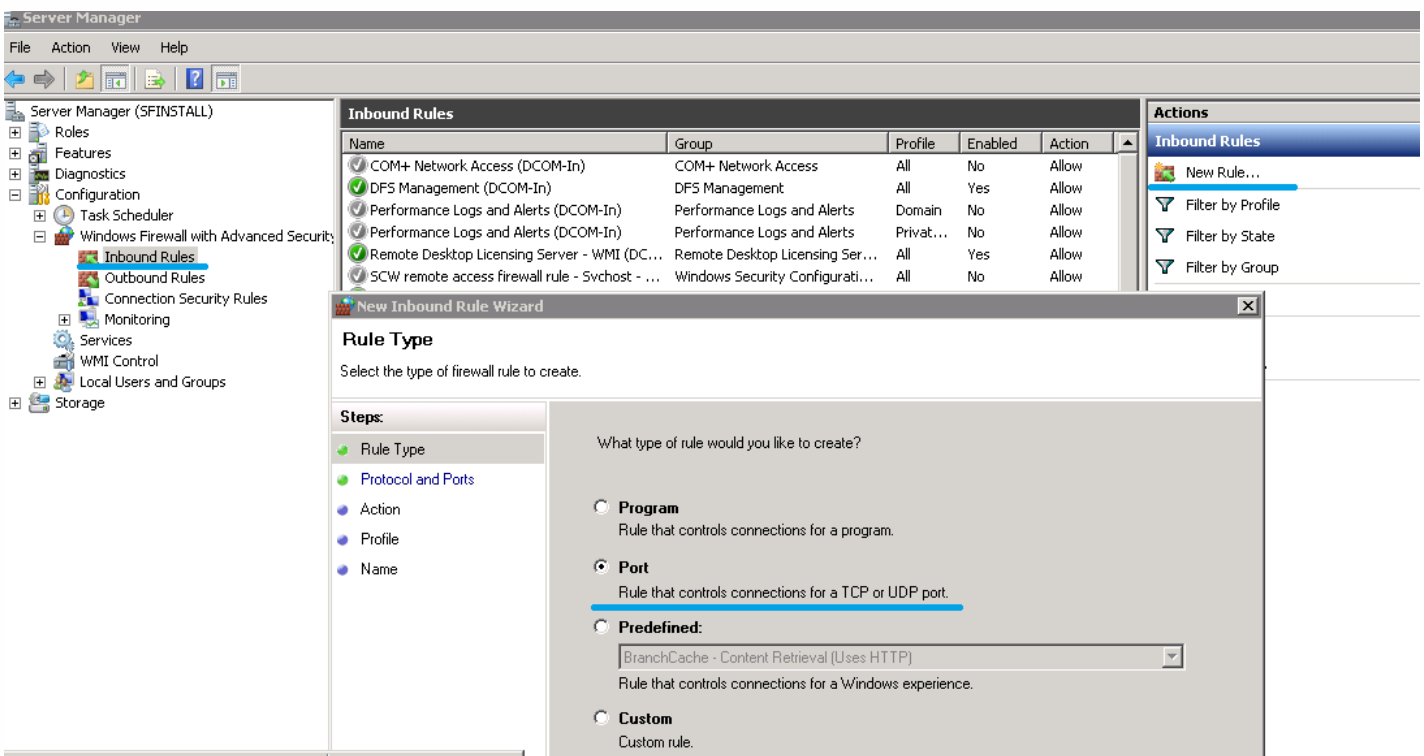 Server Manager
File Action View Help
Server Manager (SFINSTALL)
Roles
Features
Diagnostics
Configuration
Task Scheduler
Windows Firewall with Advanced Securit
Inbound Rules
Outbound Rules
Connection Security Rules
Monitoring
Services
WMI Control
Local Users and Groups
Storage
Inbound Rules
Name Group Profile Enabled Action
COM+ Network Access (DCOM-In) COM+ Network Access All No Allow
DFS Management (DCOM-In) DFS Management All Yes Allow
Performance Logs and Alerts (DCOM-In) Performance Logs and Alerts Domain No Allow
Performance Logs and Alerts (DCOM-In) Performance Logs and Alerts Privat... No Allow
Remote Desktop Licensing Server - WMI (DC... Remote Desktop Licensing Ser... All Yes Allow
SCW remote access firewall rule - Svchost - ... Windows Security Configurati... All No Allow
Actions
Inbound Rules
New Rule...
Filter by Profile
Filter by State
Filter by Group
New Inbound Rule Wizard
Rule Type
Select the type of firewall rule to create.
Steps:
Rule Type
Protocol and Ports
Action
Profile
Name
What type of rule would you like to create?
Program
Rule that controls connections for a program.
Port
Rule that controls connections for a TCP or UDP port.
Predefined:
BranchCache - Content Retrieval (Uses HTTP)
Rule that controls connections for a Windows experience.
Custom
Custom rule.